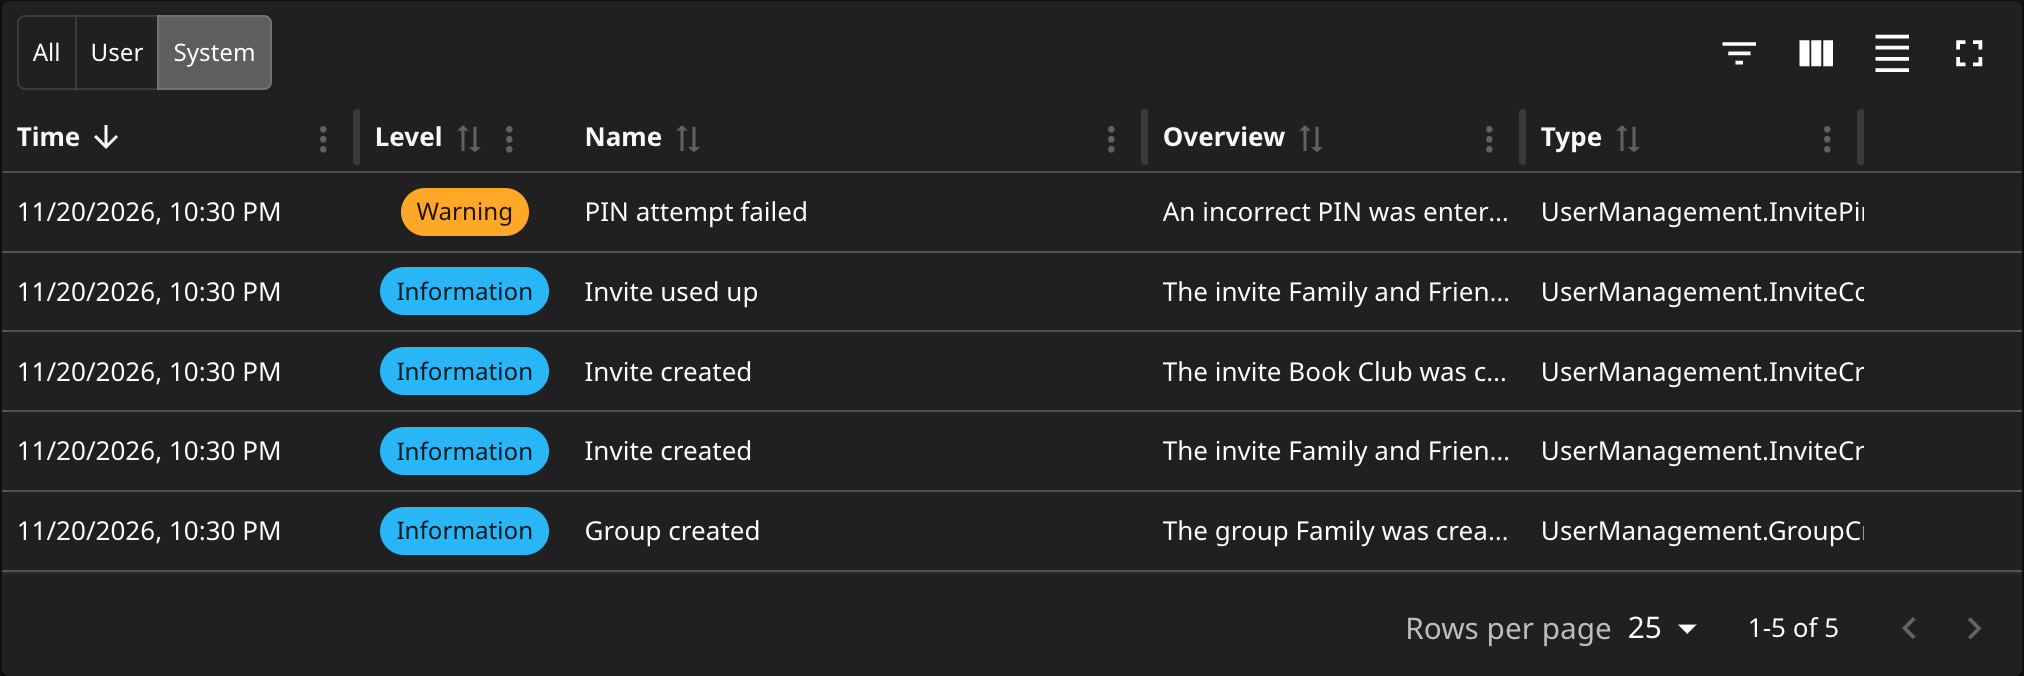 All User System
Time Level Name Overview Type
11/20/2026, 10:30 PM Warning PIN attempt failed An incorrect PIN was enter... UserManagement.InvitePi
11/20/2026, 10:30 PM Information Invite used up The invite Family and Frien... UserManagement.InviteCo
11/20/2026, 10:30 PM Information Invite created The invite Book Club was c... UserManagement.InviteCr
11/20/2026, 10:30 PM Information Invite created The invite Family and Frien... UserManagement.InviteCr
11/20/2026, 10:30 PM Information Group created The group Family was crea... UserManagement.GroupC
Rows per page 25 1-5 of 5